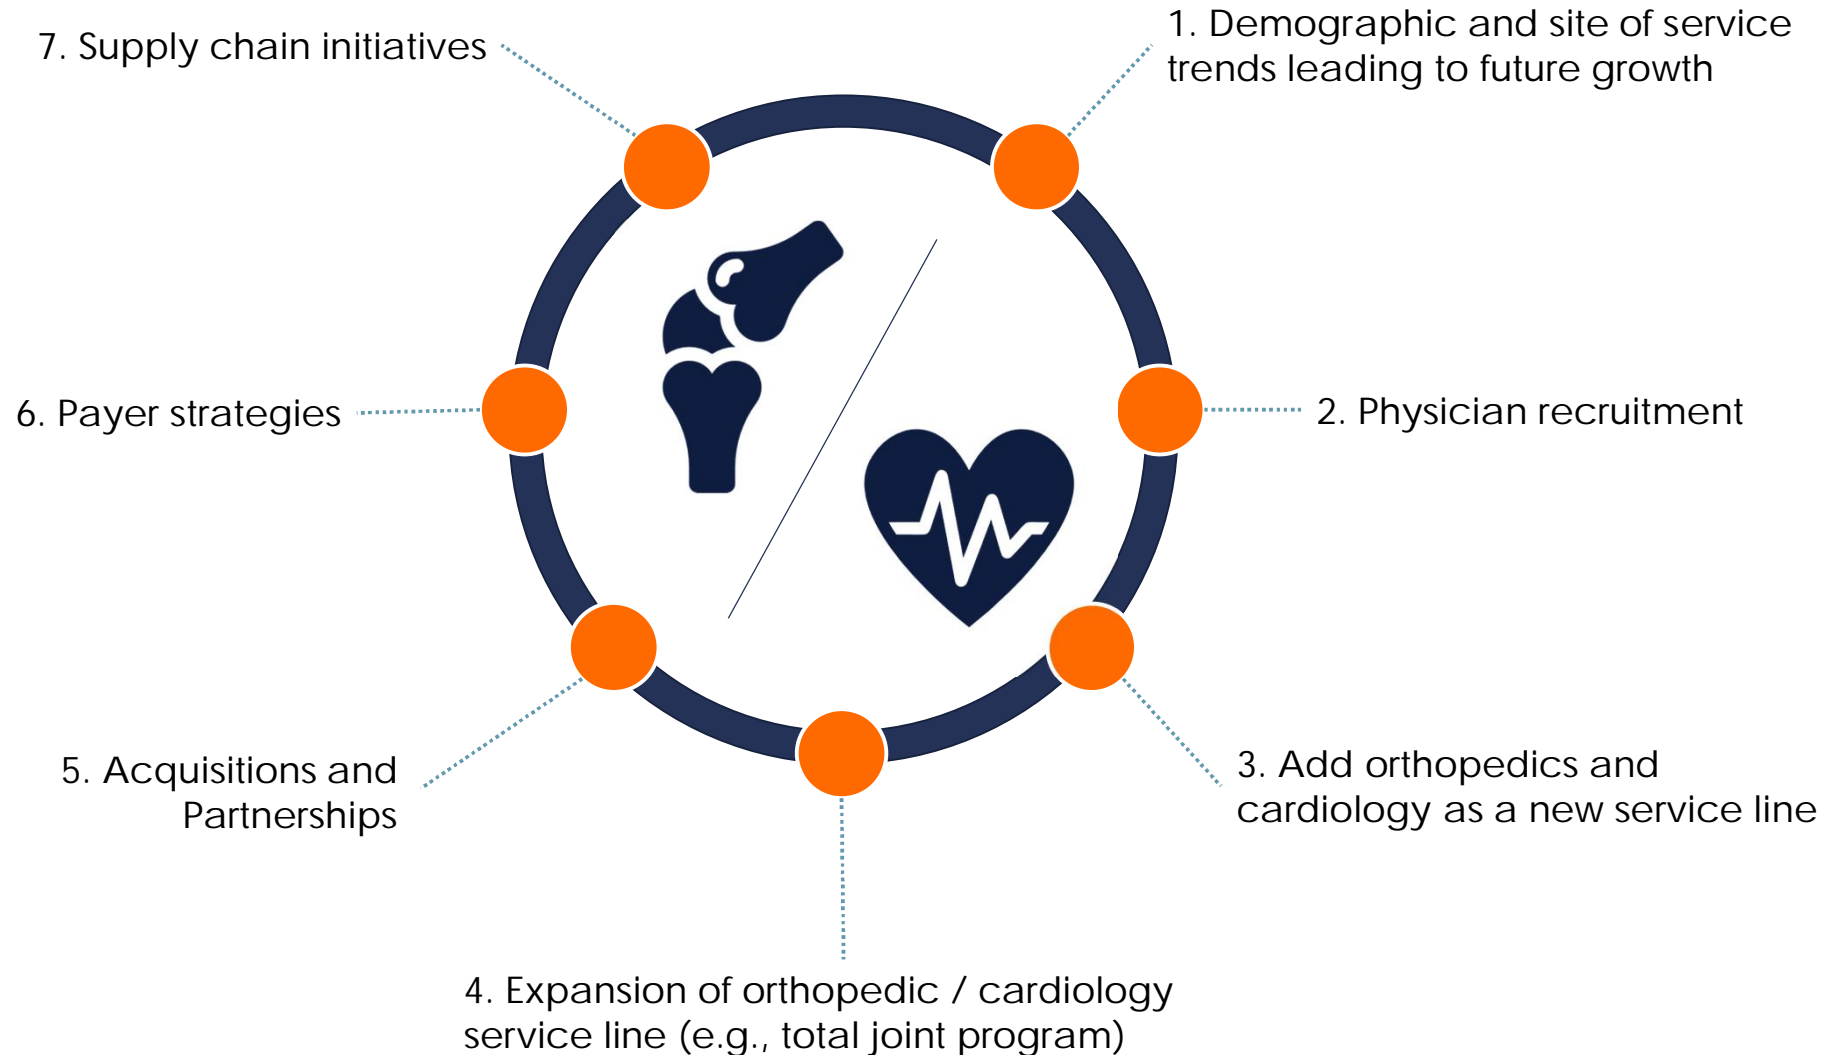 1. Demographic and site of service
trends leading to future growth
2. Physician recruitment
3. Add orthopedics and
cardiology as a new service line
4. Expansion of orthopedic / cardiology
service line (e.g., total joint program)
5. Acquisitions and
Partnerships
6. Payer strategies
7. Supply chain initiatives